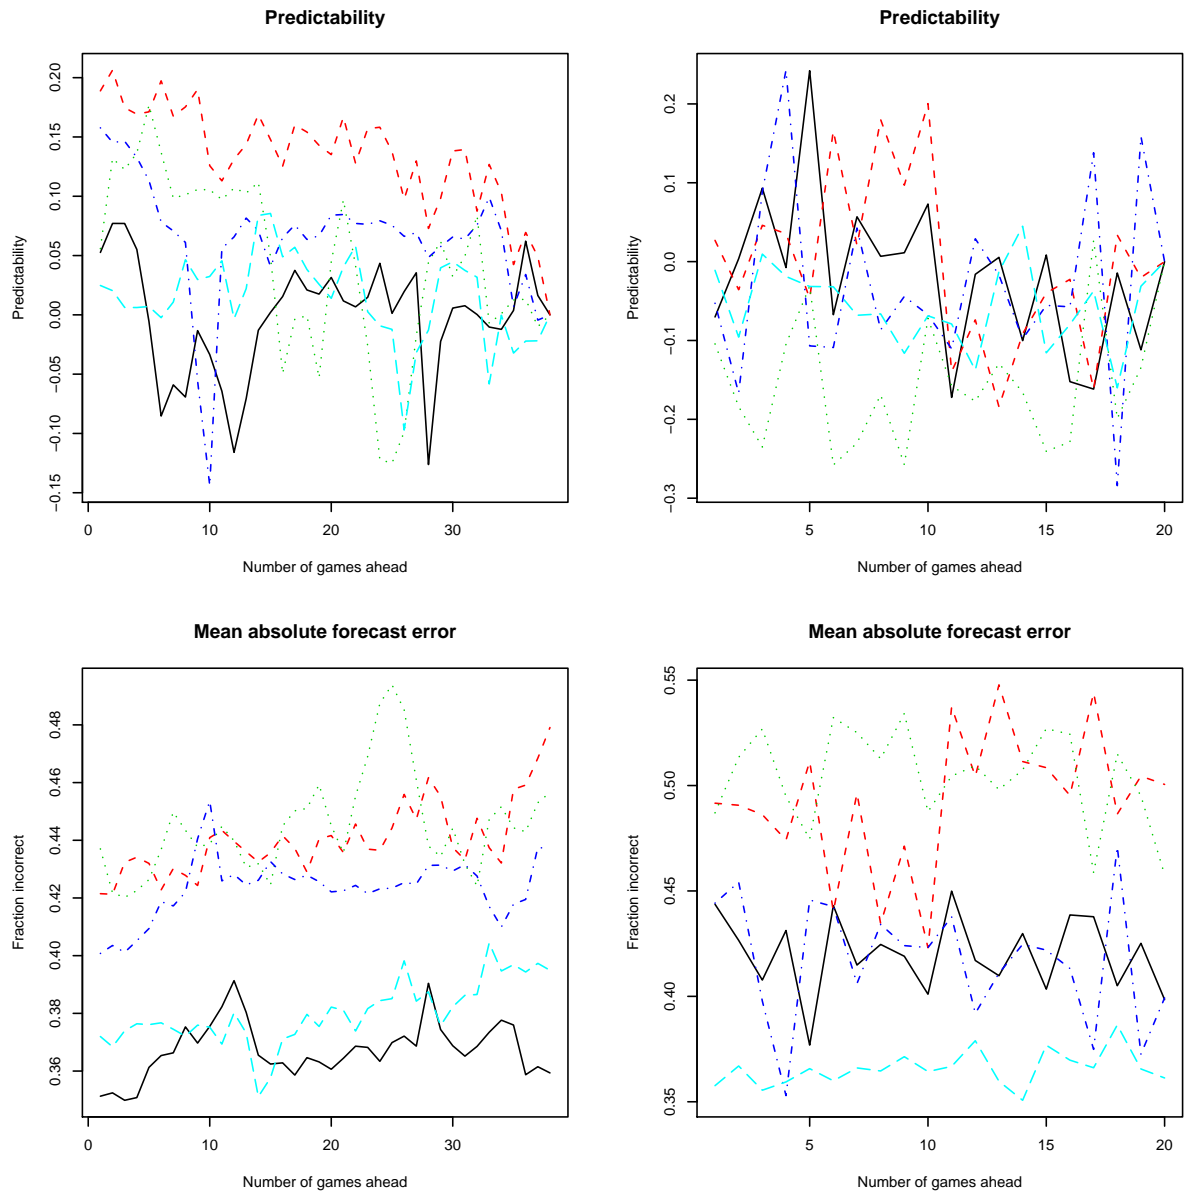 Predictability
Predictability
0.20
0.15
0.10
0.05
0.00
−0.05
−0.10
−0.15
0 10 20 30
Number of games ahead
Predictability
Predictability
0.2
0.1
0.0
−0.1
−0.2
−0.3
5 10 15 20
Number of games ahead
Mean absolute forecast error
Fraction incorrect
0.48
0.46
0.44
0.42
0.40
0.38
0.36
0 10 20 30
Number of games ahead
Mean absolute forecast error
Fraction incorrect
0.55
0.50
0.45
0.40
0.35
5 10 15 20
Number of games ahead